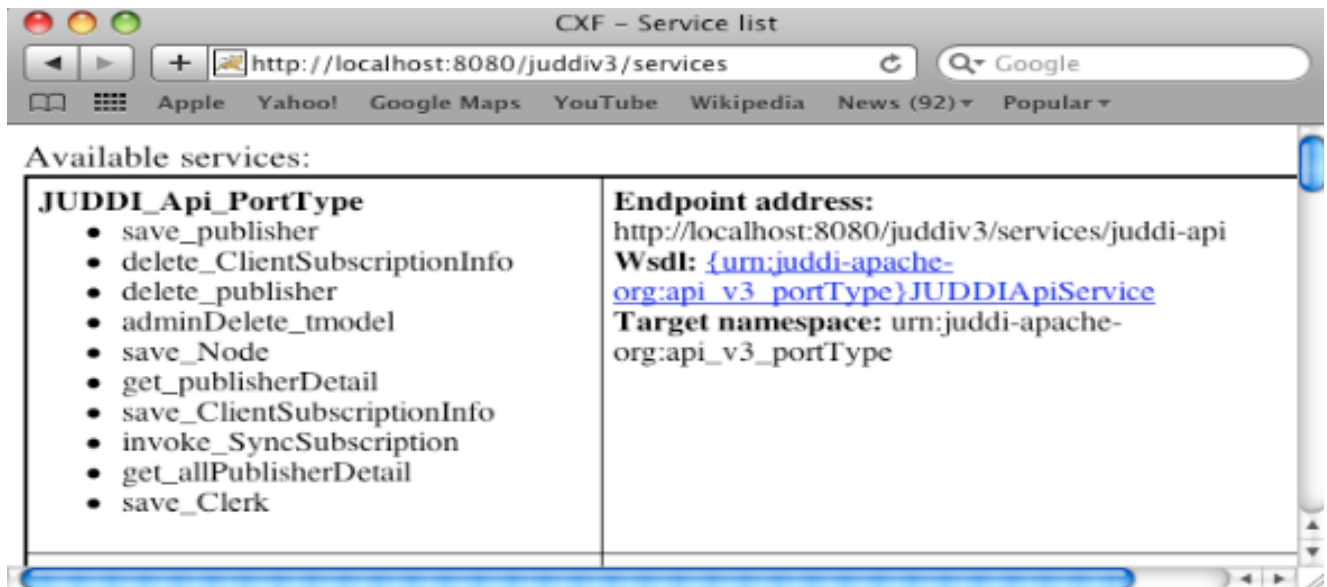 CXF – Service list
http://localhost:8080/juddiv3/services
Google
Apple Yahoo! Google Maps YouTube Wikipedia News (92) Popular
Available services:
JUDDI_Api_PortType
• save_publisher
• delete_ClientSubscriptionInfo
• delete_publisher
• adminDelete_tmodel
• save_Node
• get_publisherDetail
• save_ClientSubscriptionInfo
• invoke_SyncSubscription
• get_allPublisherDetail
• save_Clerk
Endpoint address:
http://localhost:8080/juddiv3/services/juddi-api
Wsdl: {urn:juddi-apache-
org:api_v3_portType}JUDDIApiService
Target namespace: urn:juddi-apache-
org:api_v3_portType